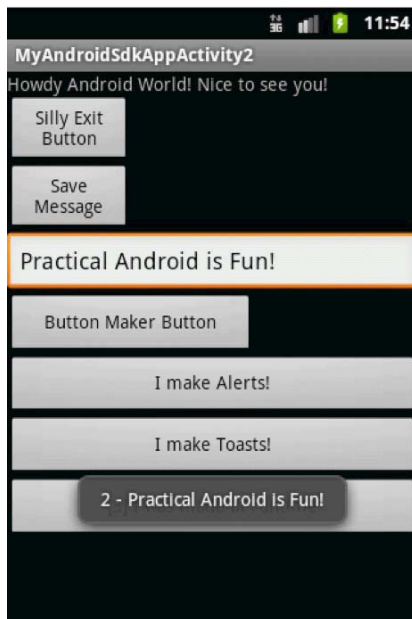 3G 11:54
MyAndroidSdkAppActivity2
Howdy Android World! Nice to see you!
Silly Exit
Button
Save
Message
Practical Android is Fun!
Button Maker Button
I make Alerts!
I make Toasts!
2 - Practical Android is Fun!